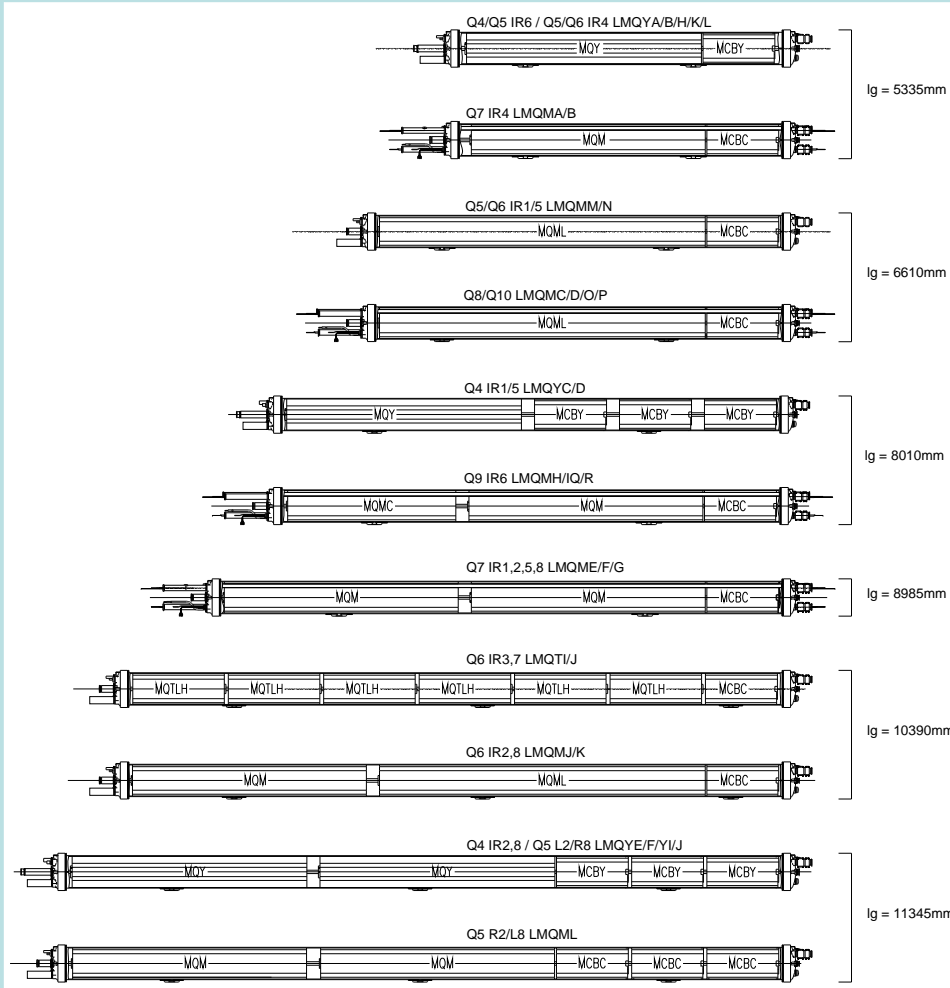 Q4/Q5 IR6 / Q5/Q6 IR4 LMQYA/B/H/K/L
MQY MCBY
lg = 5335mm
Q7 IR4 LMQMA/B
MQM MCBC
Q5/Q6 IR1/5 LMQMM/N
MQML MCBC
lg = 6610mm
Q8/Q10 LMQMC/D/O/P
MQML MCBC
Q4 IR1/5 LMQYC/D
MQY MCBY MCBY MCBY
lg = 8010mm
Q9 IR6 LMQMH/IQ/R
MQMC MQM MCBC
Q7 IR1,2,5,8 LMQME/F/G
MQM MQM MCBC
lg = 8985mm
Q6 IR3,7 LMQTI/J
MQTLH MQTLH MQTLH MQTLH MQTLH MQTLH MCBC
lg = 10390mm
Q6 IR2,8 LMQMJ/K
MQM MQML MCBC
Q4 IR2,8 / Q5 L2/R8 LMQYE/F/YI/J
MQY MQY MCBY MCBY MCBY
lg = 11345mm
Q5 R2/L8 LMQML
MQM MQM MCBC MCBC MCBC